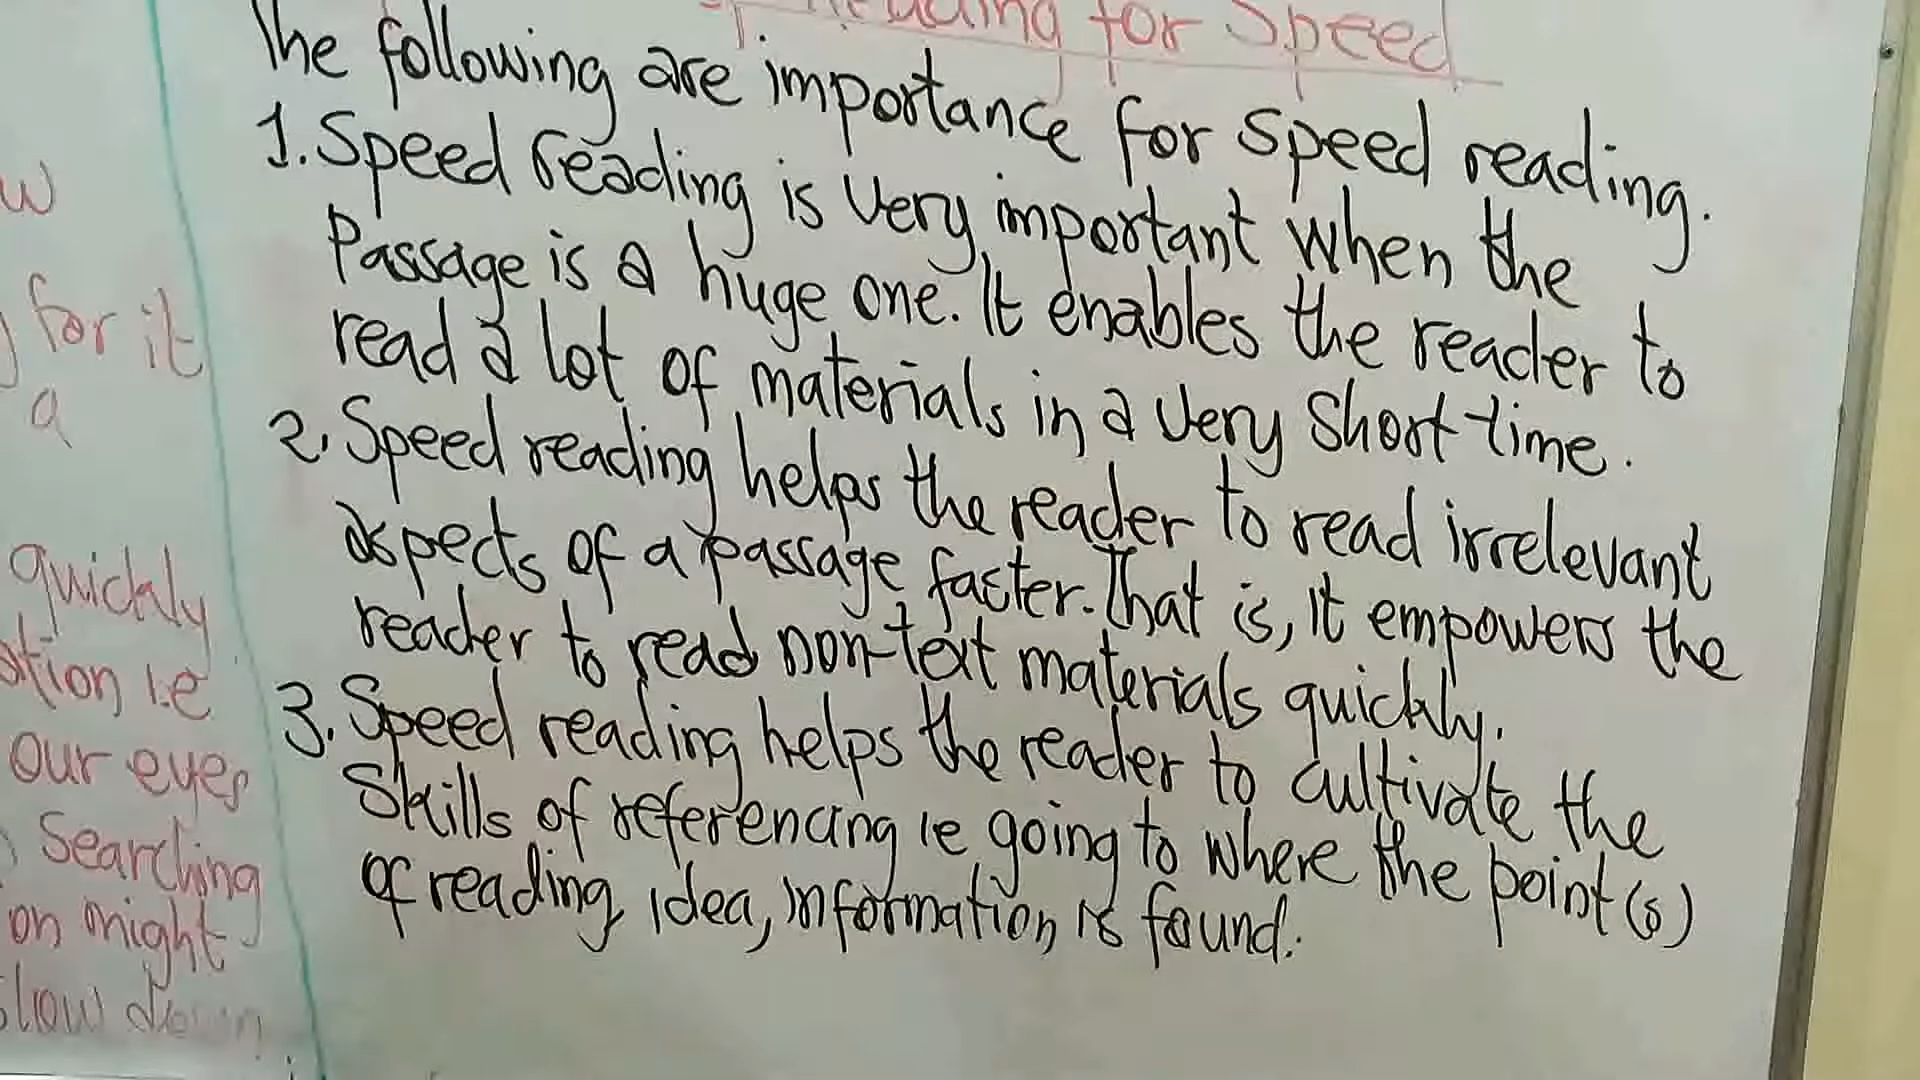 Reading for Speed
The following are importance for speed reading.
1. Speed reading is very important when the
Passage is a huge one. It enables the reader to
read a lot of materials in a very short time.
2. Speed reading helps the reader to read irrelevant
aspects of a passage faster. That is, it empowers the
reader to read non-text materials quickly.
3. Speed reading helps the reader to cultivate the
Skills of referencing ie going to where the point(s)
of reading, idea, information is found.
w
for it
a
quickly
ation i.e
our eyes
Searching
on might
slow down